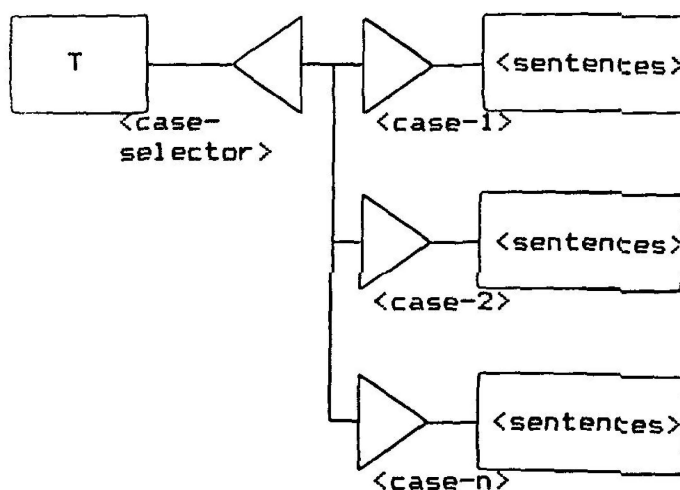 T
<sentences>
<case-
selector>
<case-1>
<sentences>
<case-2>
<sentences>
<case-n>